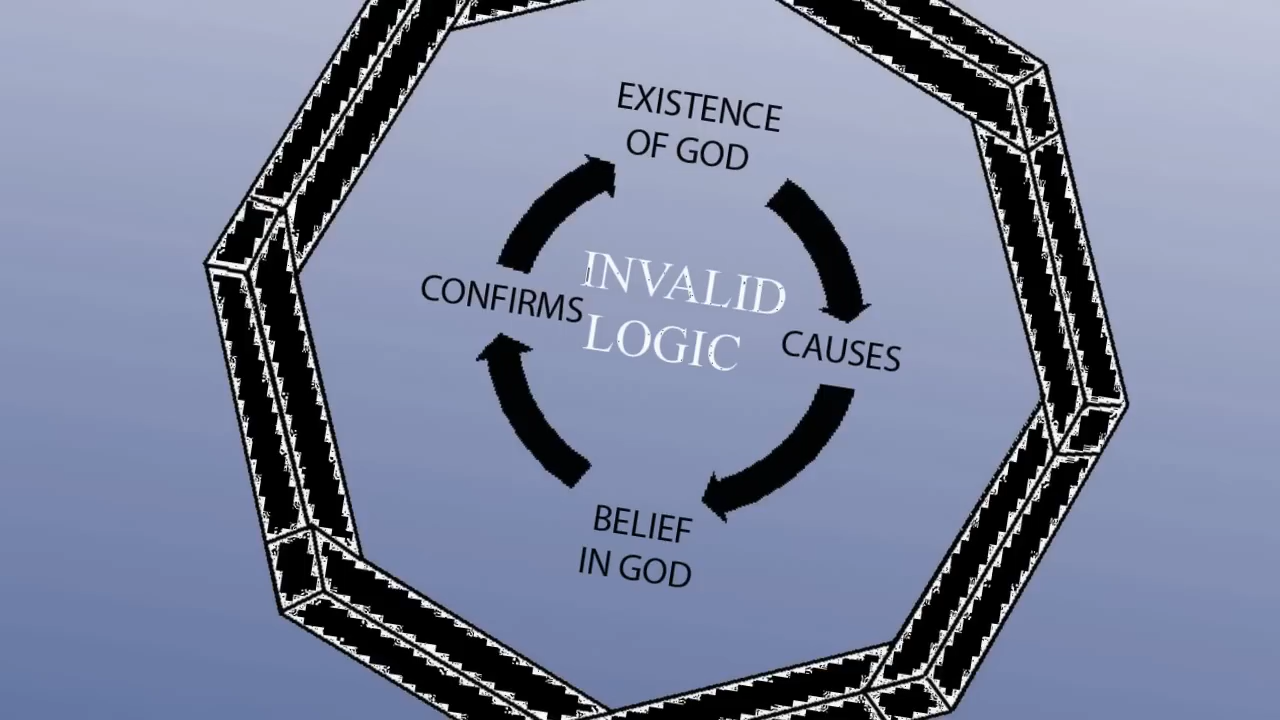 EXISTENCE
OF GOD
INVALID
LOGIC
CONFIRMS
CAUSES
BELIEF
IN GOD